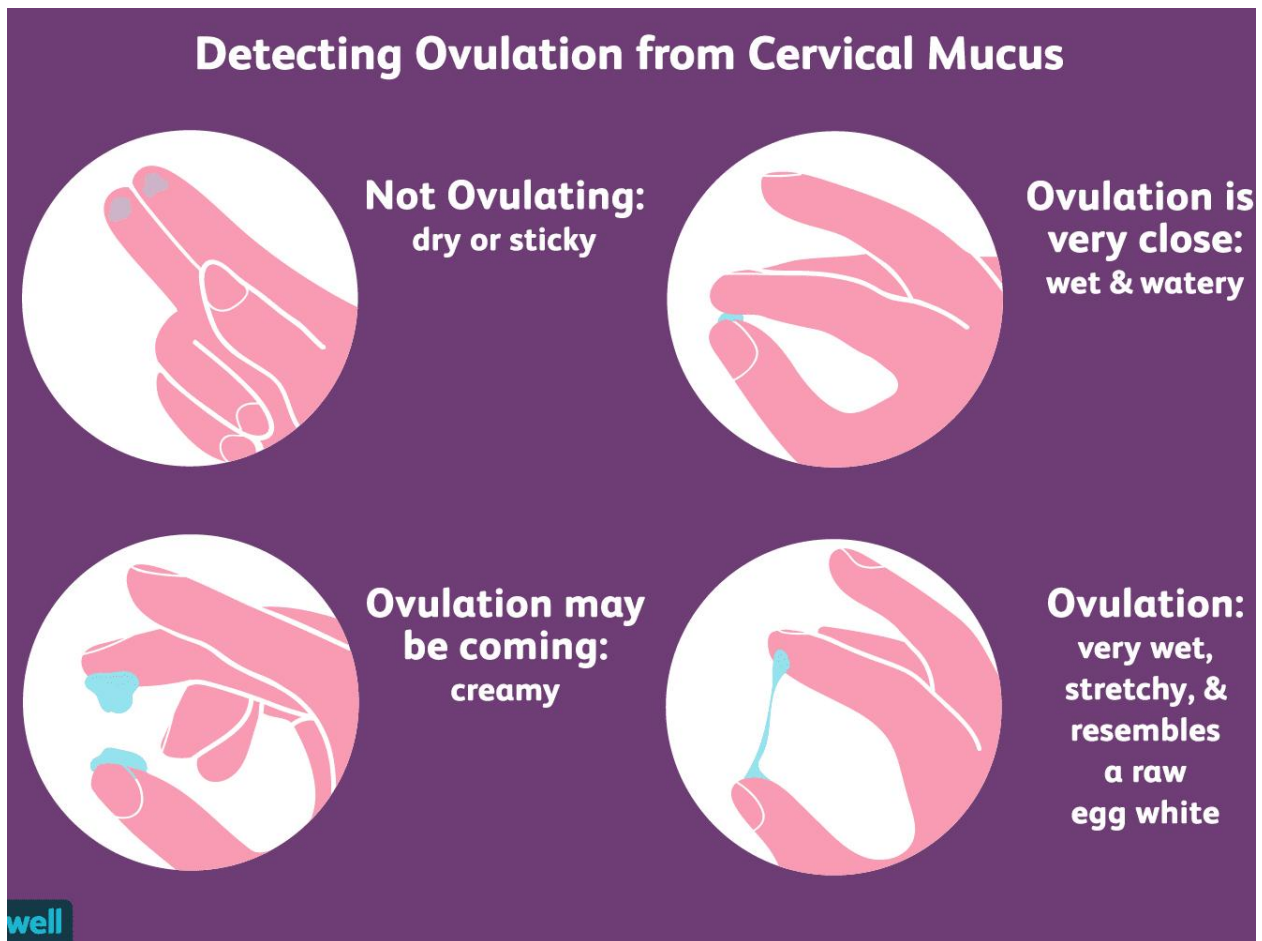 Detecting Ovulation from Cervical Mucus
Not Ovulating:
dry or sticky
Ovulation is
very close:
wet & watery
Ovulation may
be coming:
creamy
Ovulation:
very wet,
stretchy, &
resembles
a raw
egg white
well